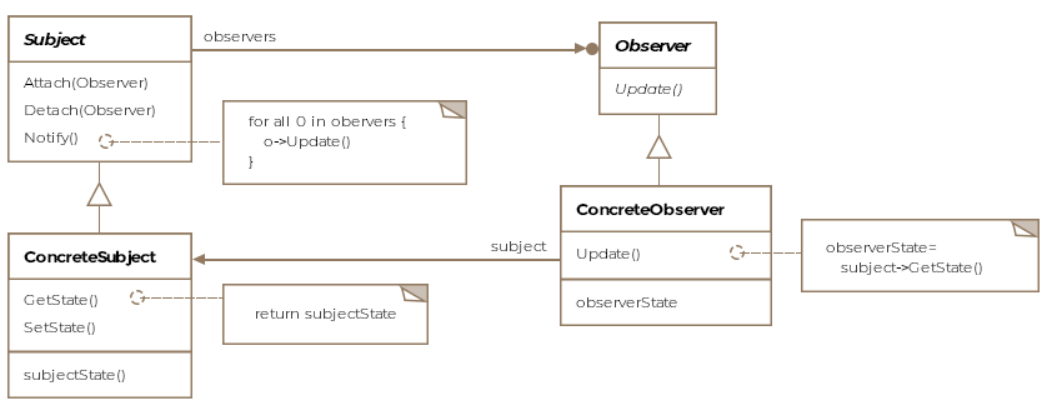 Subject
Attach(Observer)
Detach(Observer)
Notify()
observers
Observer
Update()
for all 0 in obervers {
o->Update()
}
ConcreteSubject
GetState()
SetState()
subjectState()
return subjectState
subject
ConcreteObserver
Update()
observerState
observerState=
subject->GetState()